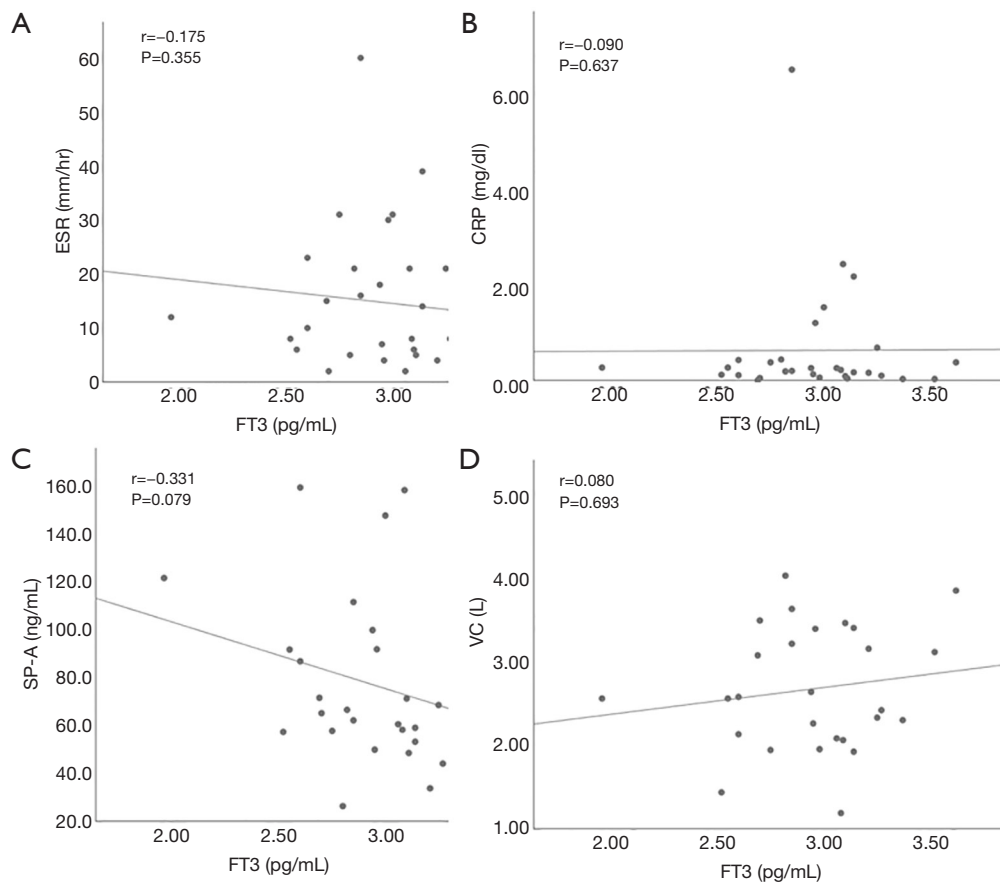 A
r=−0.175
P=0.355
60
50
40
30
20
10
0
ESR (mm/hr)
2.00
2.50
3.00
FT3 (pg/mL)
B
r=−0.090
P=0.637
6.00
4.00
2.00
0.00
CRP (mg/dl)
2.00
2.50
3.00
3.50
FT3 (pg/mL)
C
r=−0.331
P=0.079
160.0
140.0
120.0
100.0
80.0
60.0
40.0
20.0
SP-A (ng/mL)
2.00
2.50
3.00
FT3 (pg/mL)
D
r=0.080
P=0.693
5.00
4.00
3.00
2.00
1.00
VC (L)
2.00
2.50
3.00
3.50
FT3 (pg/mL)